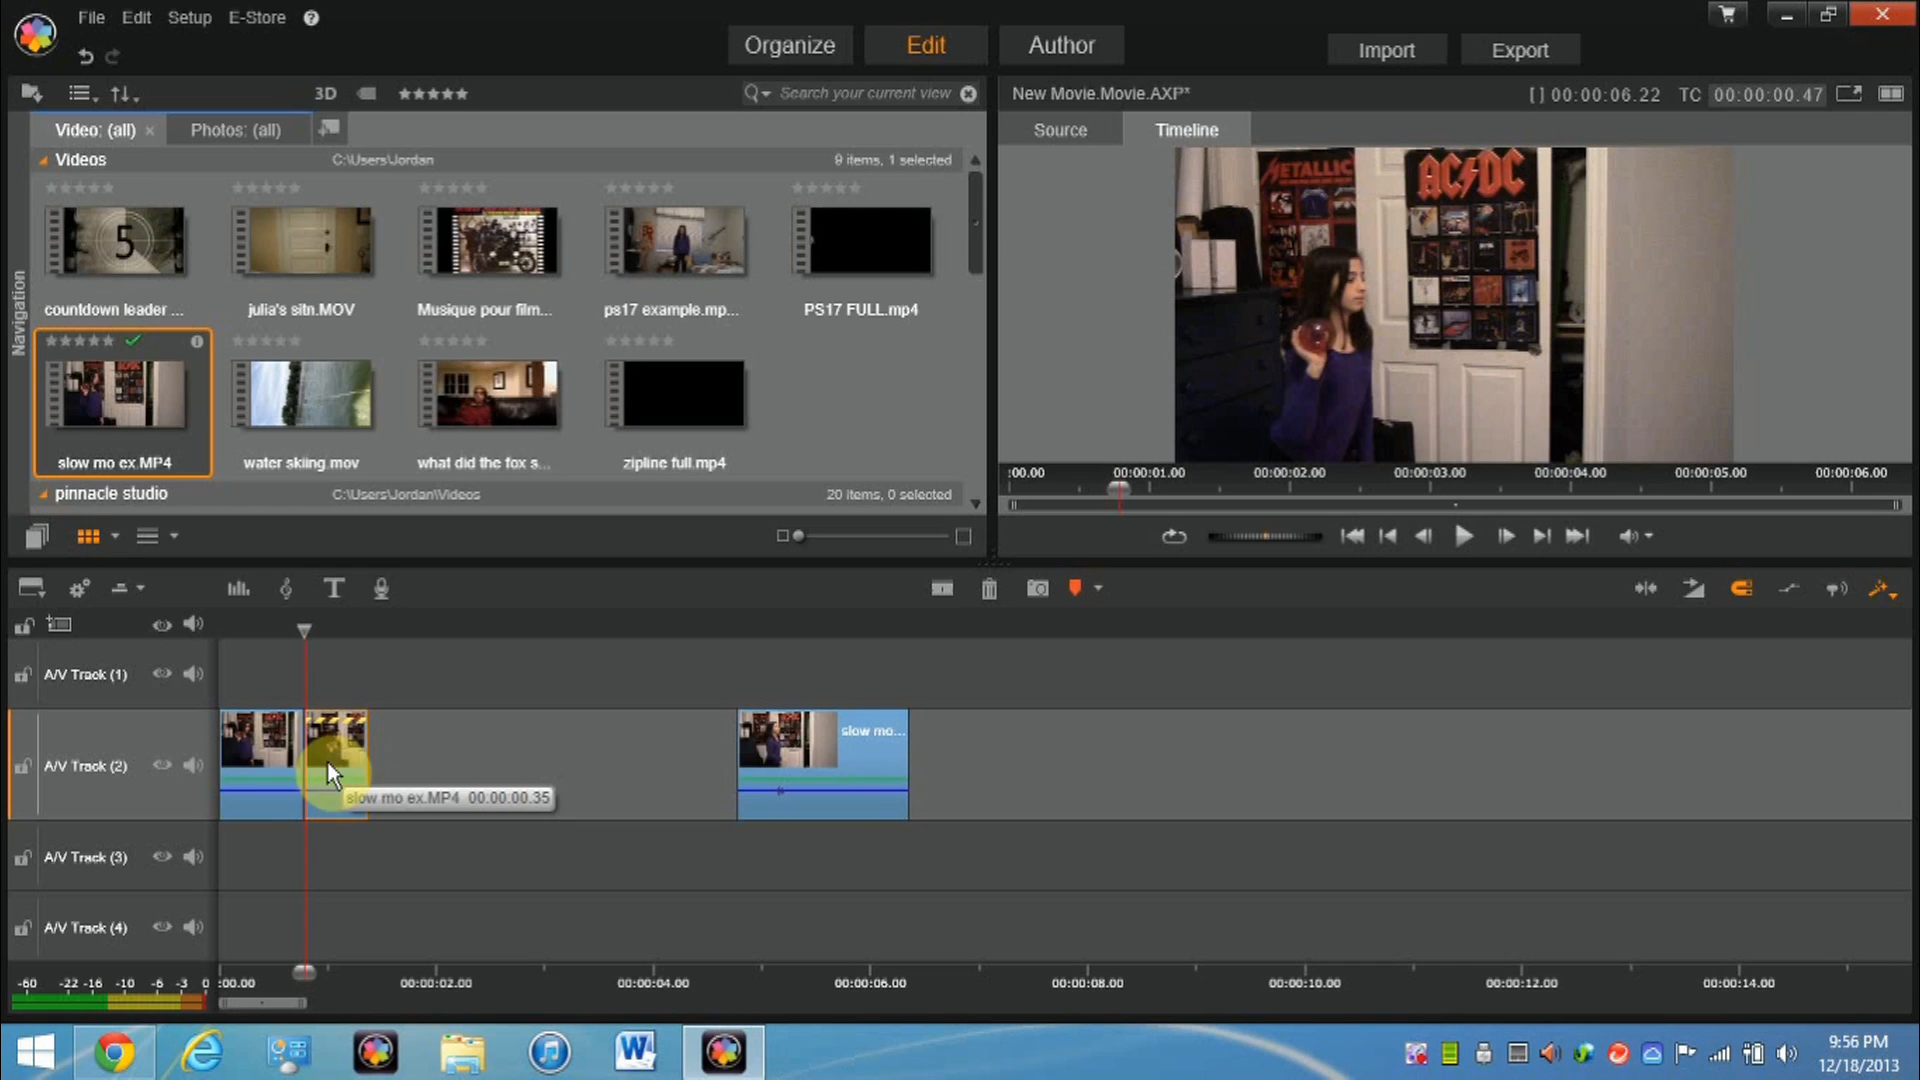 File Edit Setup E-Store ?
Organize Edit Author Import Export
3D Search your current view
New Movie.Movie.AXP* [ ] 00:00:06.22 TC 00:00:00.47
Video: (all) × Photos: (all)
Source Timeline
Videos C:\Users\Jordan 9 items, 1 selected
5
countdown leader ... julia's sitn.MOV Musique pour film... ps17 example.mp... PS17 FULL.mp4
slow mo ex.MP4 water skiing.mov what did the fox s... zipline full.mp4
pinnacle studio C:\Users\Jordan\Videos 20 items, 0 selected
Navigation
METALLIC
AC/DC
:00.00 00:00:01.00 00:00:02.00 00:00:03.00 00:00:04.00 00:00:05.00 00:00:06.00
T
A/V Track (1)
A/V Track (2)
slow mo...
slow mo ex.MP4 00:00:00.35
A/V Track (3)
A/V Track (4)
-60 -22 -16 -10 -6 -3 0 :00.00 00:00:02.00 00:00:04.00 00:00:06.00 00:00:08.00 00:00:10.00 00:00:12.00 00:00:14.00
9:56 PM
12/18/2013